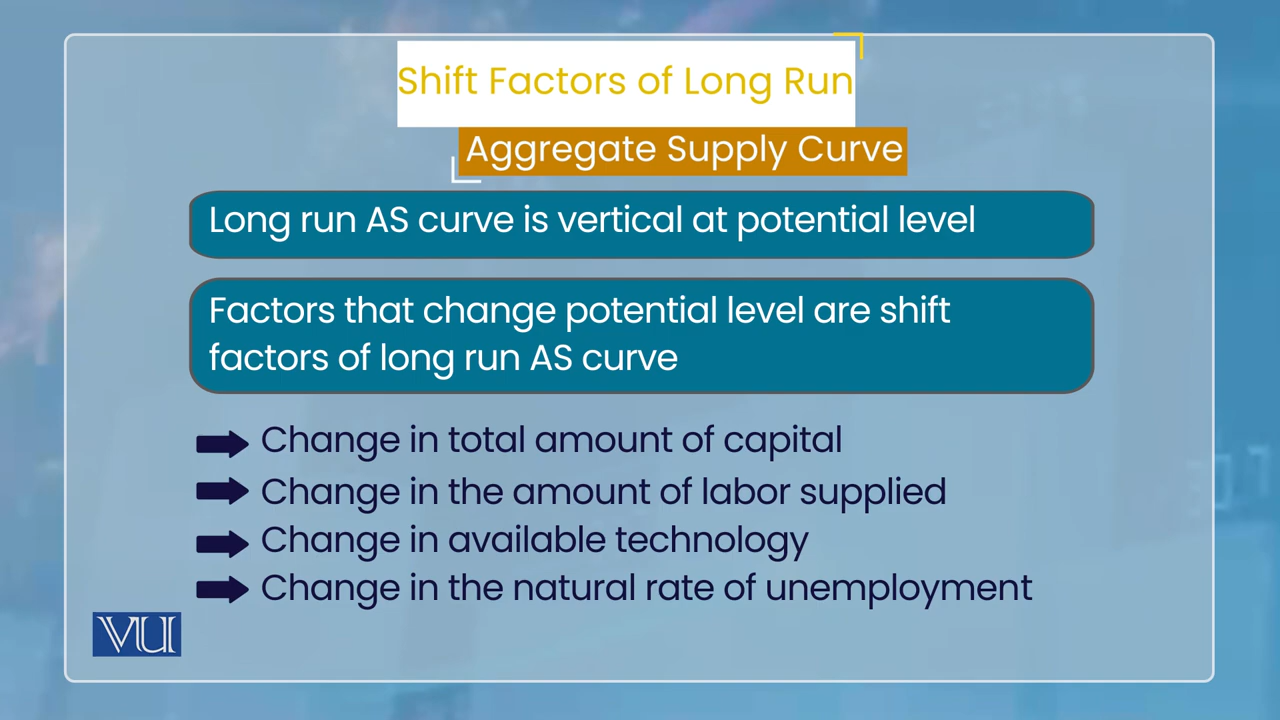 Shift Factors of Long Run
Aggregate Supply Curve
Long run AS curve is vertical at potential level
Factors that change potential level are shift
factors of long run AS curve
Change in total amount of capital
Change in the amount of labor supplied
Change in available technology
Change in the natural rate of unemployment
VU